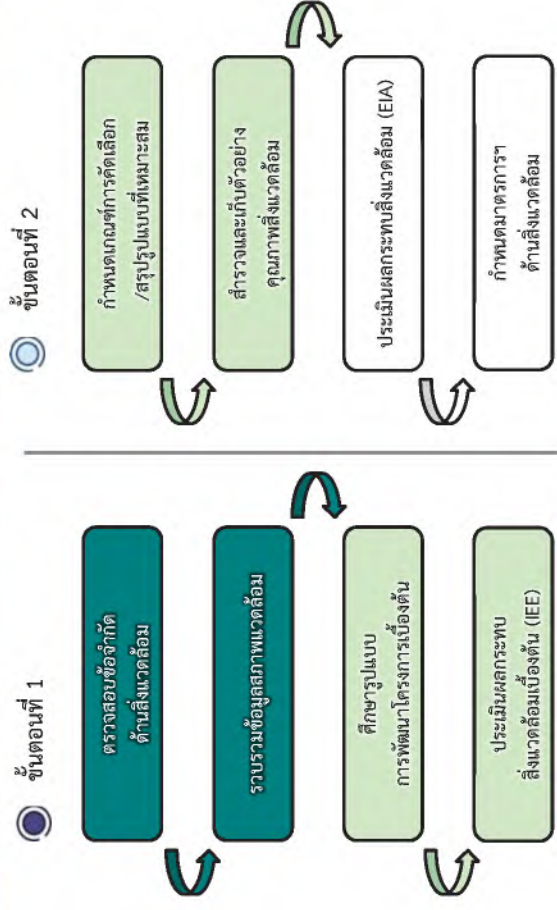 ขั้นตอนที่ 1
ตรวจสอบข้อจำกัด
ด้านสิ่งแวดล้อม
รวบรวมข้อมูลสภาพแวดล้อม
ศึกษารูปแบบ
การพัฒนาโครงการเบื้องต้น
ประเมินผลกระทบ
สิ่งแวดล้อมเบื้องต้น (IEE)
ขั้นตอนที่ 2
กำหนดเกณฑ์การคัดเลือก
/สรุปรูปแบบที่เหมาะสม
สำรวจและเก็บตัวอย่าง
คุณภาพสิ่งแวดล้อม
ประเมินผลกระทบสิ่งแวดล้อม (EIA)
กำหนดมาตรการฯ
ด้านสิ่งแวดล้อม